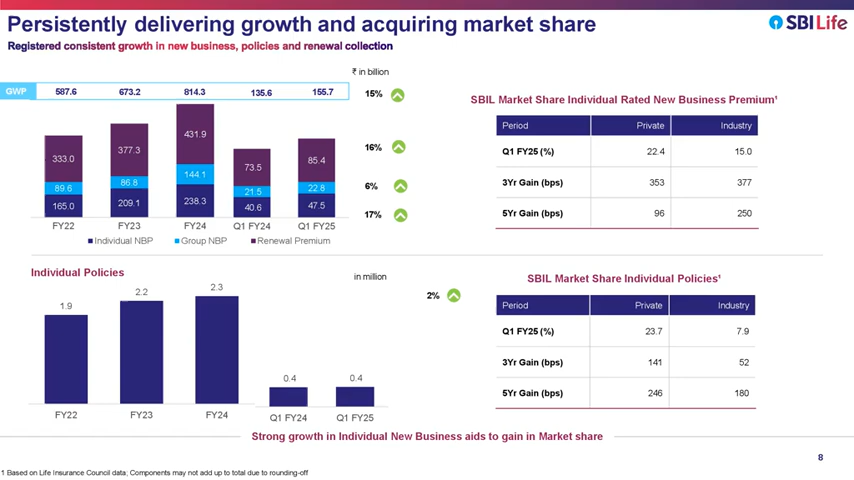 Persistently delivering growth and acquiring market share
SBI Life
Registered consistent growth in new business, policies and renewal collection
₹ in billion
GWP 587.6 673.2 814.3 135.6 155.7 15%
333.0 377.3 431.9 73.5 85.4 16%
89.6 86.8 144.1 21.5 22.8 6%
165.0 209.1 238.3 40.6 47.5 17%
FY22 FY23 FY24 Q1 FY24 Q1 FY25
Individual NBP Group NBP Renewal Premium
SBIL Market Share Individual Rated New Business Premium¹
Period Private Industry
Q1 FY25 (%) 22.4 15.0
3Yr Gain (bps) 353 377
5Yr Gain (bps) 96 250
Individual Policies
in million
2%
1.9 2.2 2.3 0.4 0.4
FY22 FY23 FY24 Q1 FY24 Q1 FY25
SBIL Market Share Individual Policies¹
Period Private Industry
Q1 FY25 (%) 23.7 7.9
3Yr Gain (bps) 141 52
5Yr Gain (bps) 246 180
Strong growth in Individual New Business aids to gain in Market share
8
1 Based on Life Insurance Council data; Components may not add up to total due to rounding-off